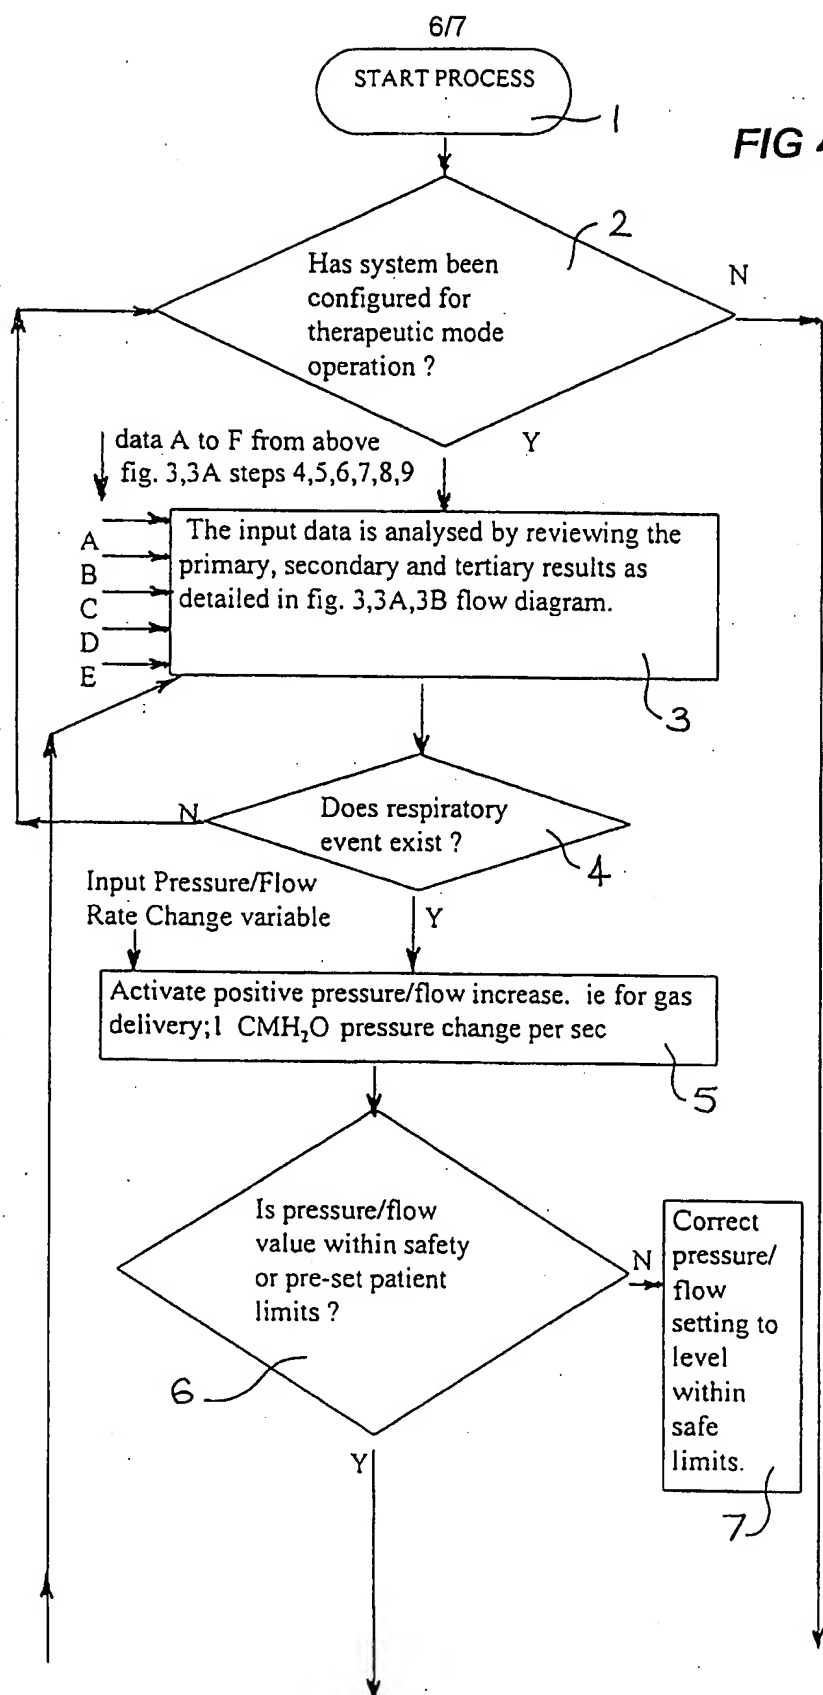 6/7
START PROCESS
1
FIG 4
2
Has system been
configured for
therapeutic mode
operation ?
N
Y
data A to F from above
fig. 3,3A steps 4,5,6,7,8,9
The input data is analysed by reviewing the
primary, secondary and tertiary results as
detailed in fig. 3,3A,3B flow diagram.
A
B
C
D
E
3
N
Does respiratory
event exist ?
4
Input Pressure/Flow
Rate Change variable
Y
Activate positive pressure/flow increase. ie for gas
delivery;1 CMH₂O pressure change per sec
5
Is pressure/flow
value within safety
or pre-set patient
limits ?
N
6
Y
Correct
pressure/
flow
setting to
level
within
safe
limits.
7